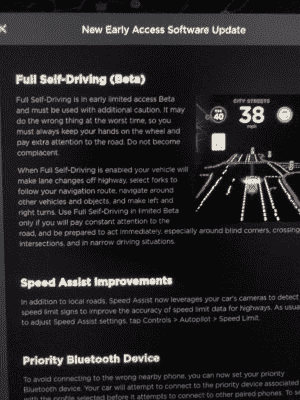 New Early Access Software Update
Full Self-Driving (Beta)
Full Self-Driving is in early limited access Beta
and must be used with additional caution. It may
do the wrong thing at the worst time, so you
must always keep your hands on the wheel and
pay extra attention to the road. Do not become
complacent.
When Full Self-Driving is enabled your vehicle will
make lane changes off highway, select forks to
follow your navigation route, navigate around
other vehicles and objects, and make left and
right turns. Use Full Self-Driving in limited Beta
only if you will pay constant attention to the
road, and be prepared to act immediately, especially around blind corners, crossing
intersections, and in narrow driving situations.
CITY STREETS
40
38
mph
Speed Assist Improvements
In addition to local roads, Speed Assist now leverages your car's cameras to detect
speed limit signs to improve the accuracy of speed limit data for highways. As usua
to adjust Speed Assist settings, tap Controls > Autopilot > Speed Limit.
Priority Bluetooth Device
To avoid connecting to the wrong nearby phone, you can now set your priority
Bluetooth device. Your car will attempt to connect to the priority device associated
with the profile selected before it attempts to connect to other paired phones. To s